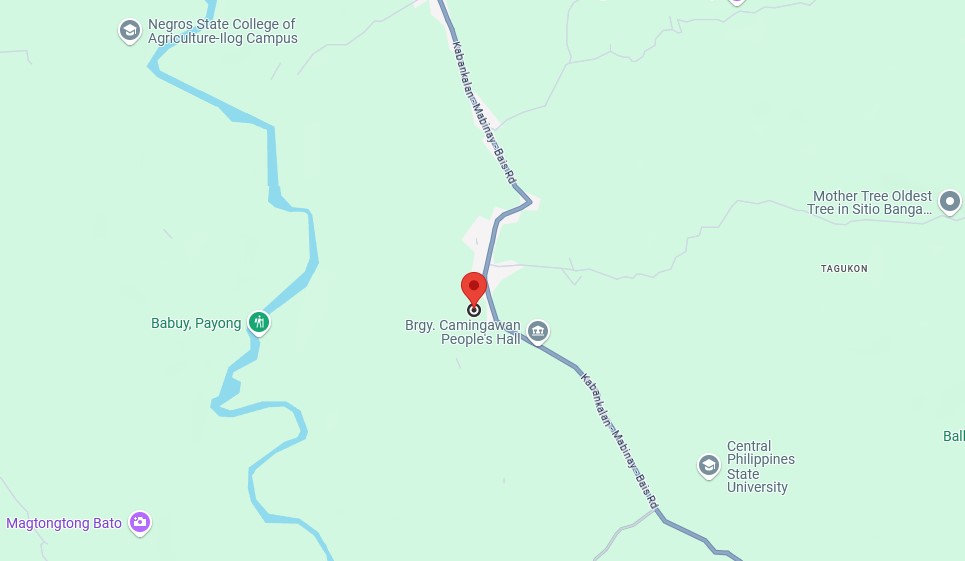 Negros State College of
Agriculture-Ilog Campus
Kabankalan - Mabinay - Bais Rd
Mother Tree Oldest
Tree in Sitio Banga...
TAGUKON
Babuy, Payong
Brgy. Camingawan
People's Hall
Kabankalan - Mabinay - Bais Rd
Ball
Central
Philippines
State
University
Magtongtong Bato